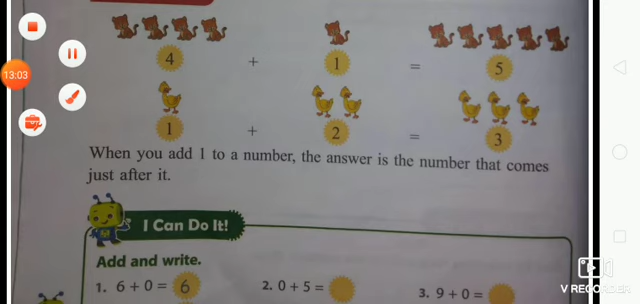 4 + 1 = 5
13:03
1 + 2 = 3
When you add 1 to a number, the answer is the number that comes
just after it.
I Can Do It!
Add and write.
1. 6 + 0 = 6 2. 0 + 5 = 3. 9 + 0 =
V RECORDER